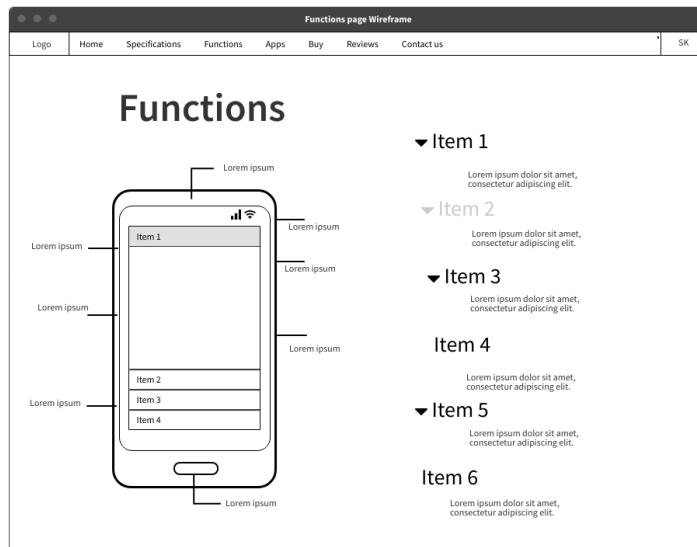 Functions page Wireframe
Logo Home Specifications Functions Apps Buy Reviews Contact us SK
Functions
Lorem ipsum
Lorem ipsum
Lorem ipsum
Lorem ipsum
Lorem ipsum
Lorem ipsum
Lorem ipsum
Item 1
Item 2
Item 3
Item 4
Lorem ipsum
Item 1
Lorem ipsum dolor sit amet,
consectetur adipiscing elit.
Item 2
Lorem ipsum dolor sit amet,
consectetur adipiscing elit.
Item 3
Lorem ipsum dolor sit amet,
consectetur adipiscing elit.
Item 4
Lorem ipsum dolor sit amet,
consectetur adipiscing elit.
Item 5
Lorem ipsum dolor sit amet,
consectetur adipiscing elit.
Item 6
Lorem ipsum dolor sit amet,
consectetur adipiscing elit.